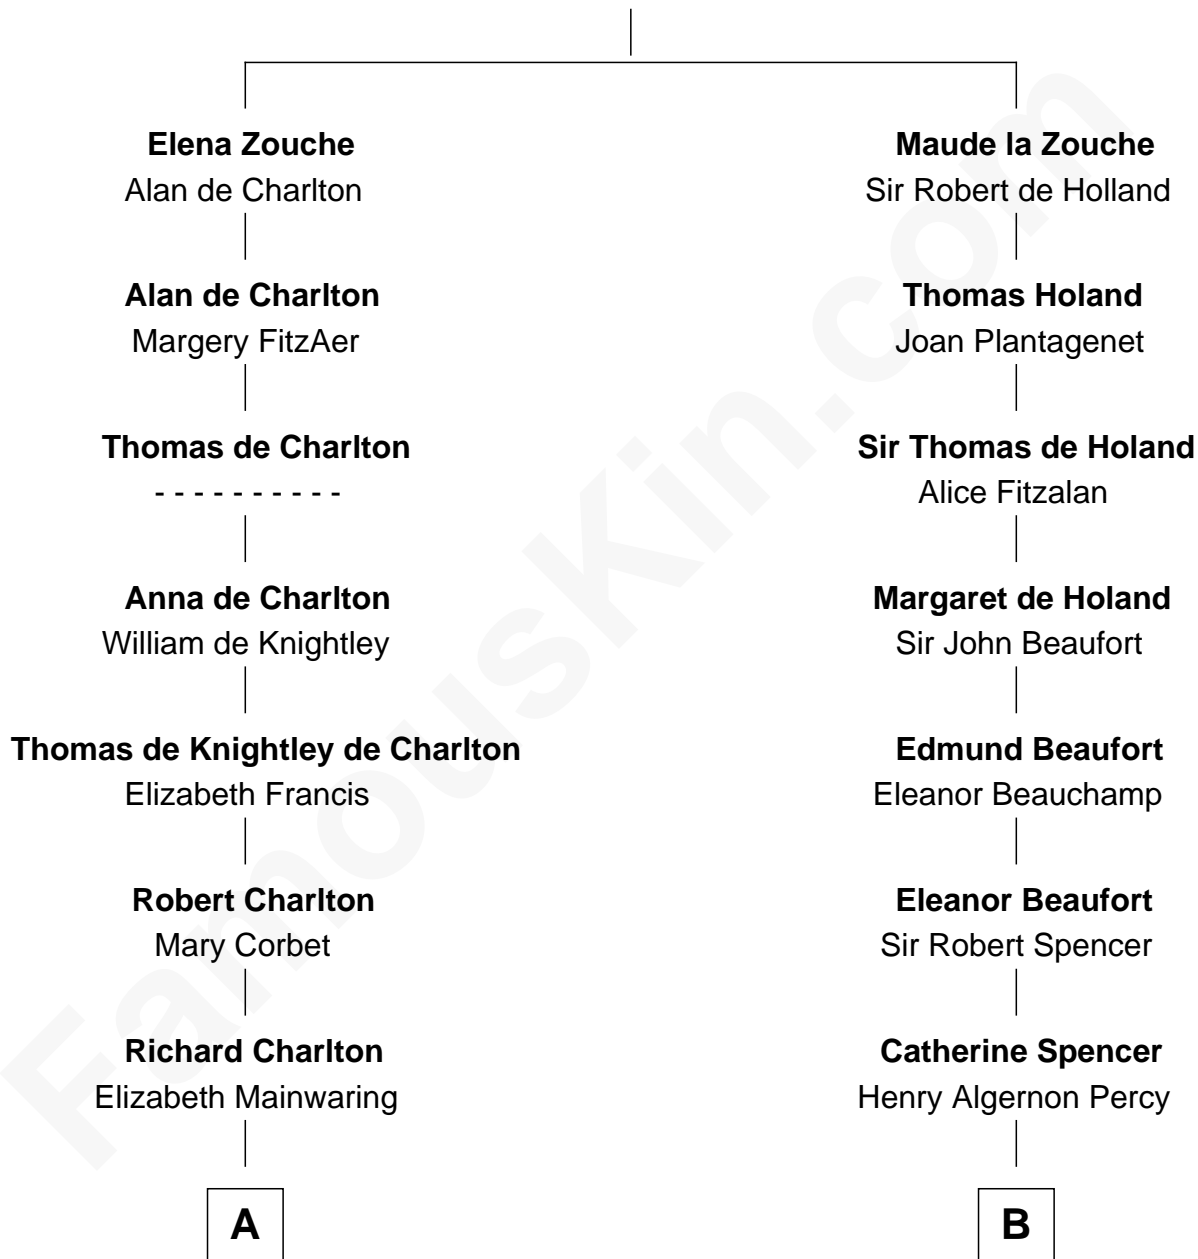 Elena Zouche
Alan de Charlton
Alan de Charlton
Margery FitzAer
Thomas de Charlton
- - - - - - - - - -
Anna de Charlton
William de Knightley
Thomas de Knightley de Charlton
Elizabeth Francis
Robert Charlton
Mary Corbet
Richard Charlton
Elizabeth Mainwaring
A
Maude la Zouche
Sir Robert de Holland
Thomas Holand
Joan Plantagenet
Sir Thomas de Holand
Alice Fitzalan
Margaret de Holand
Sir John Beaufort
Edmund Beaufort
Eleanor Beauchamp
Eleanor Beaufort
Sir Robert Spencer
Catherine Spencer
Henry Algernon Percy
B
FamousKin.com